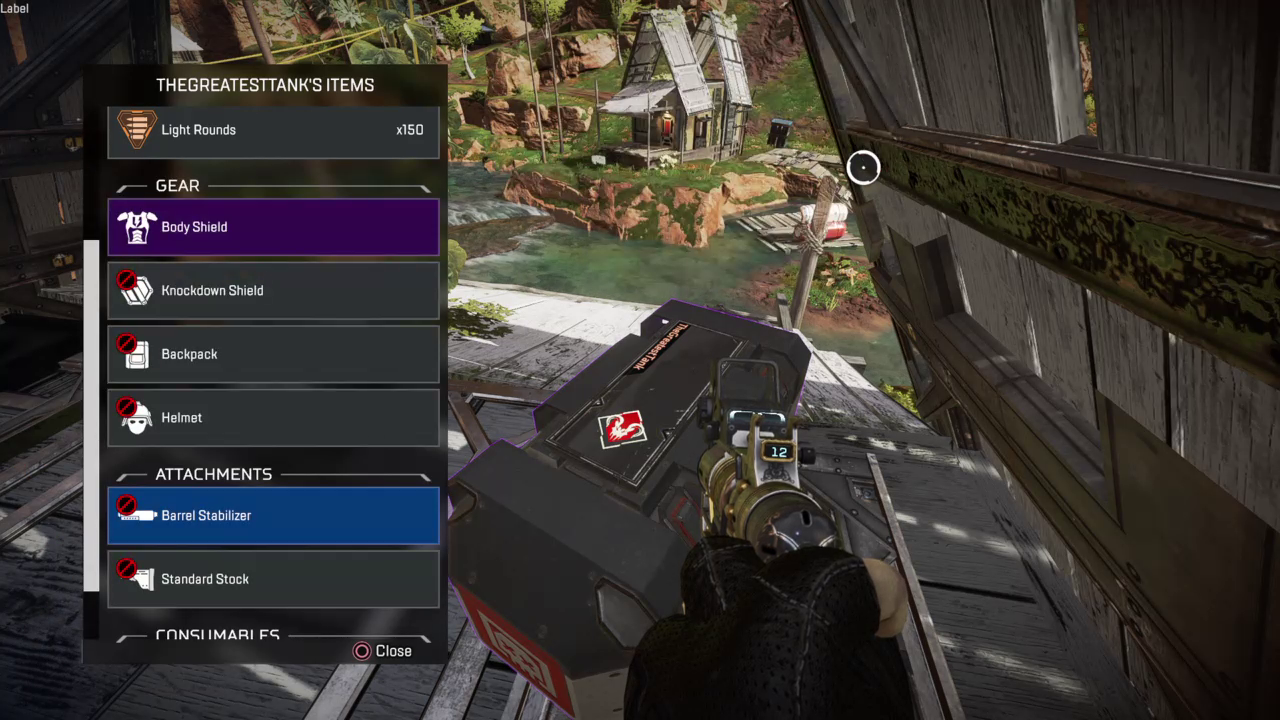 Label
THEGREATESTTANK'S ITEMS
Light Rounds x150
GEAR
Body Shield
Knockdown Shield
Backpack
Helmet
ATTACHMENTS
Barrel Stabilizer
Standard Stock
CONSUMABLES
Close
TheGreatestTank
12